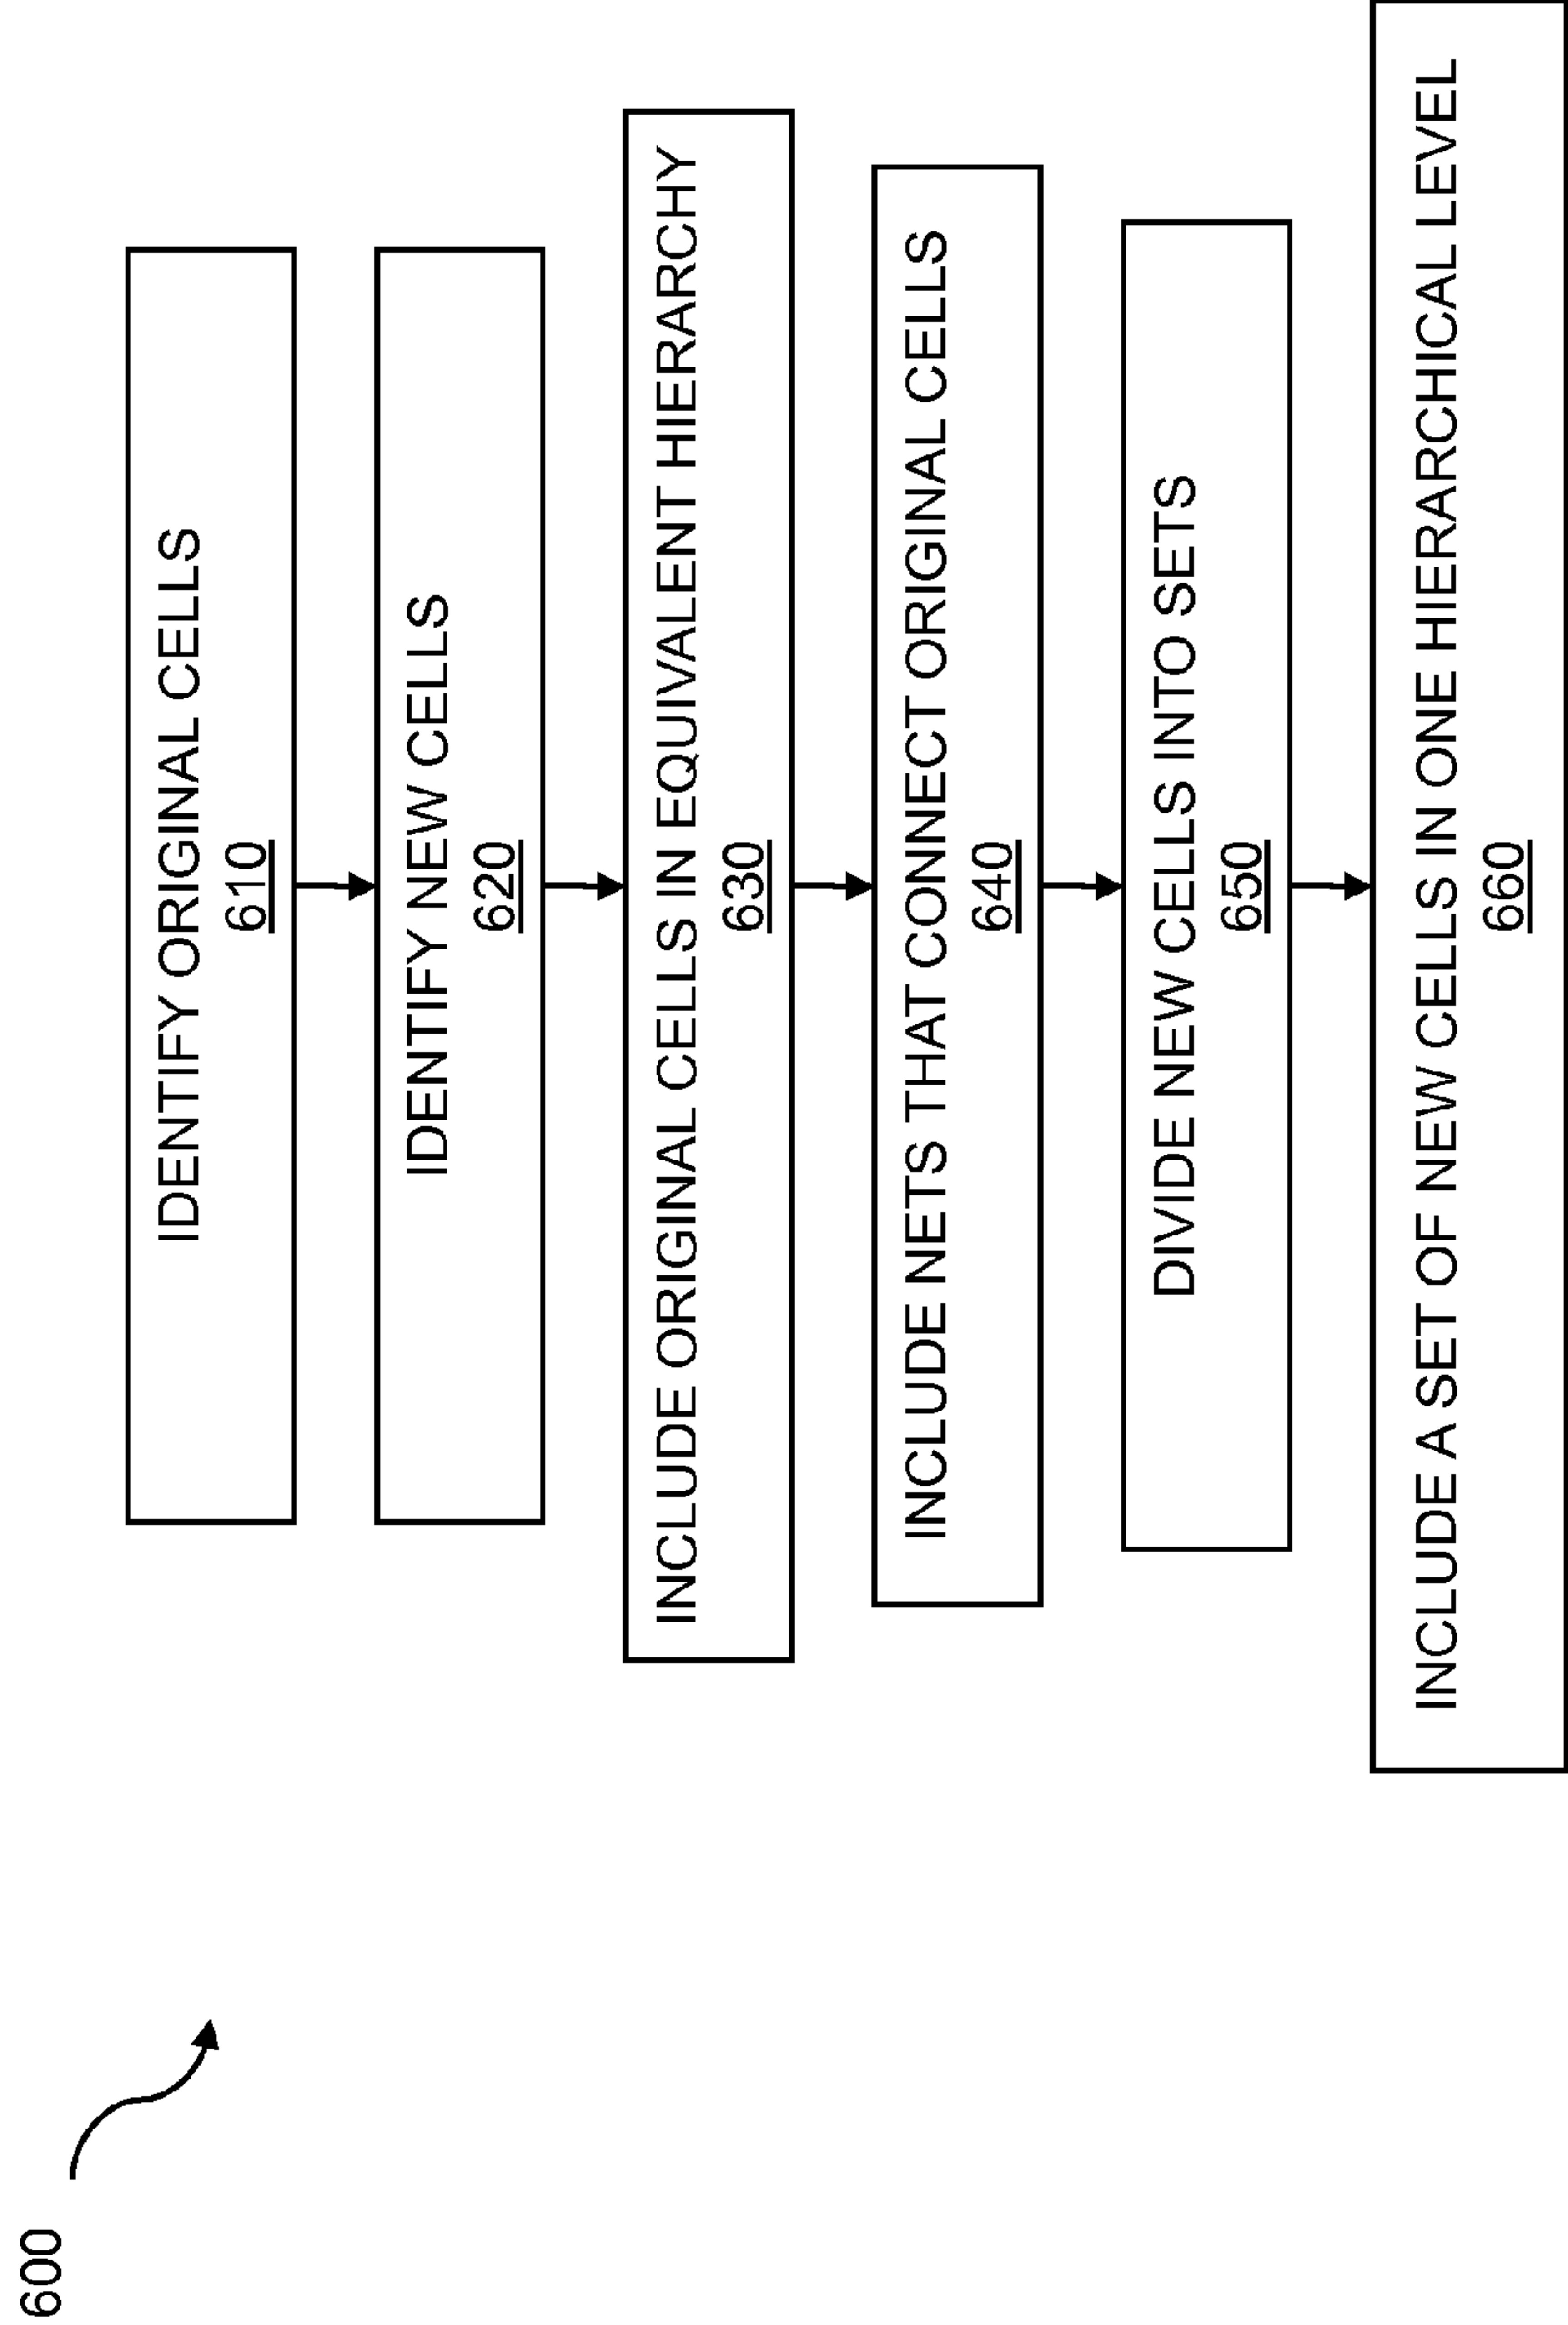 600
IDENTIFY ORIGINAL CELLS
610
IDENTIFY NEW CELLS
620
INCLUDE ORIGINAL CELLS IN EQUIVALENT HIERARCHY
630
INCLUDE NETS THAT CONNECT ORIGINAL CELLS
640
DIVIDE NEW CELLS INTO SETS
650
INCLUDE A SET OF NEW CELLS IN ONE HIERARCHICAL LEVEL
660